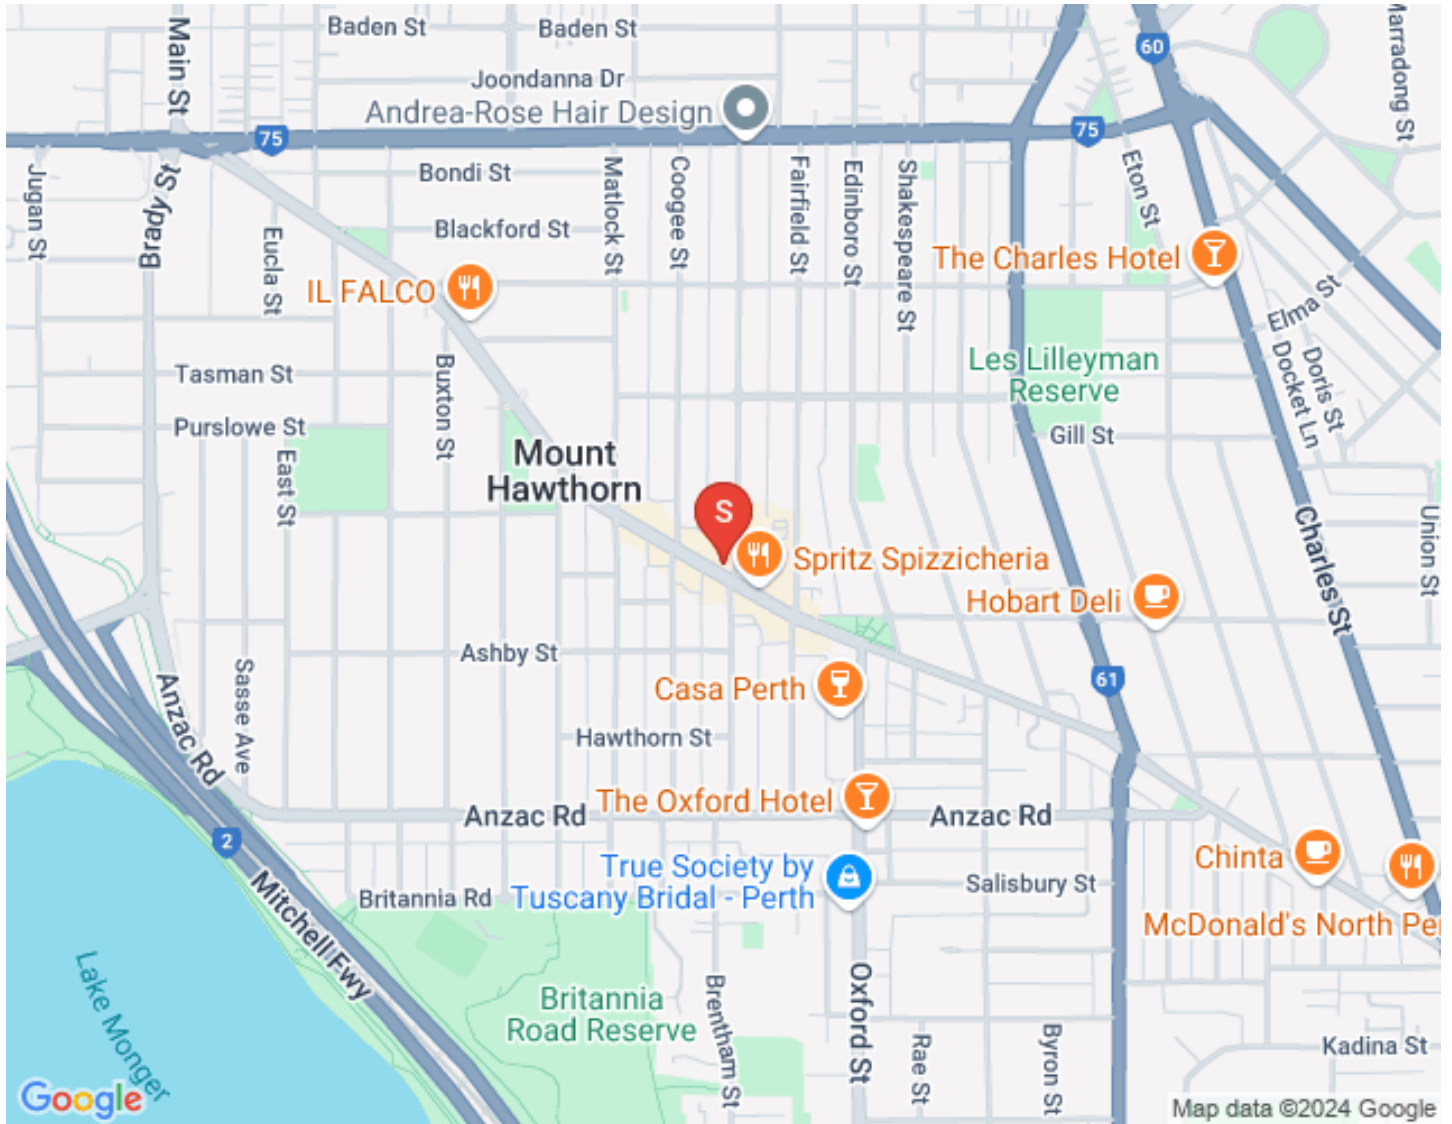 Baden St
Baden St
Main St
60
Marradong St
Joondanna Dr
Andrea-Rose Hair Design
75
75
Bondi St
Jugan St
Brady St
Matlock St
Coogee St
Fairfield St
Edinboro St
Shakespeare St
Eton St
Blackford St
Eucla St
The Charles Hotel
IL FALCO
Elma St
Tasman St
Buxton St
Les Lilleyman
Reserve
Doris St
Docket Ln
Purslowe St
Gill St
East St
Mount
Hawthorn
S
Charles St
Union St
Spritz Spizzicheria
Hobart Deli
Ashby St
Sasse Ave
Anzac Rd
Casa Perth
61
Hawthorn St
The Oxford Hotel
Anzac Rd
Anzac Rd
2
Chinta
True Society by
Tuscany Bridal - Perth
Salisbury St
Britannia Rd
Mitchell Fwy
McDonald's North Pe
Lake Monger
Britannia
Road Reserve
Brentham St
Oxford St
Rae St
Byron St
Kadina St
Google
Map data ©2024 Google